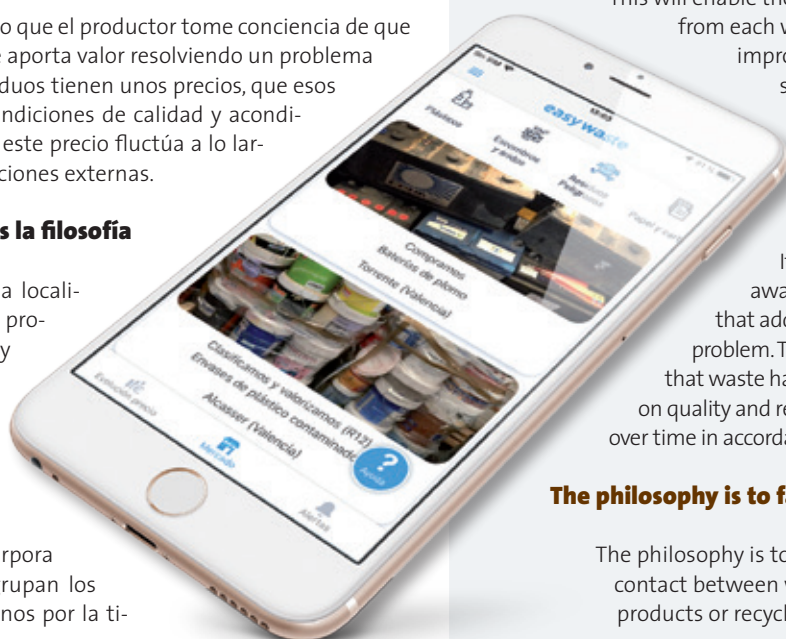 o que el productor tome conciencia de que
e aporta valor resolviendo un problema
duos tienen unos precios, que esos
ndiciones de calidad y acondi-
este precio fluctúa a lo lar-
ciones externas.
s la filosofía
a locali-
pro-
y
rpora
rupan los
nos por la ti-
easy waste
Plásticos
Escombros
y áridos
Residuos
Peligrosos
Papel y cart
Compramos
Baterías de plomo
Torrente (Valencia)
Clasificamos y valorizamos (R12)
Envases de plástico contaminado
Alcasser (Valencia)
?
Ayuda
Evolución precio
Mercado
Alertas
This will enable the
from each w
impro
s
It
awa
that add
problem. T
that waste ha
on quality and re
over time in accorda
The philosophy is to f
The philosophy is to
contact between w
products or recycl